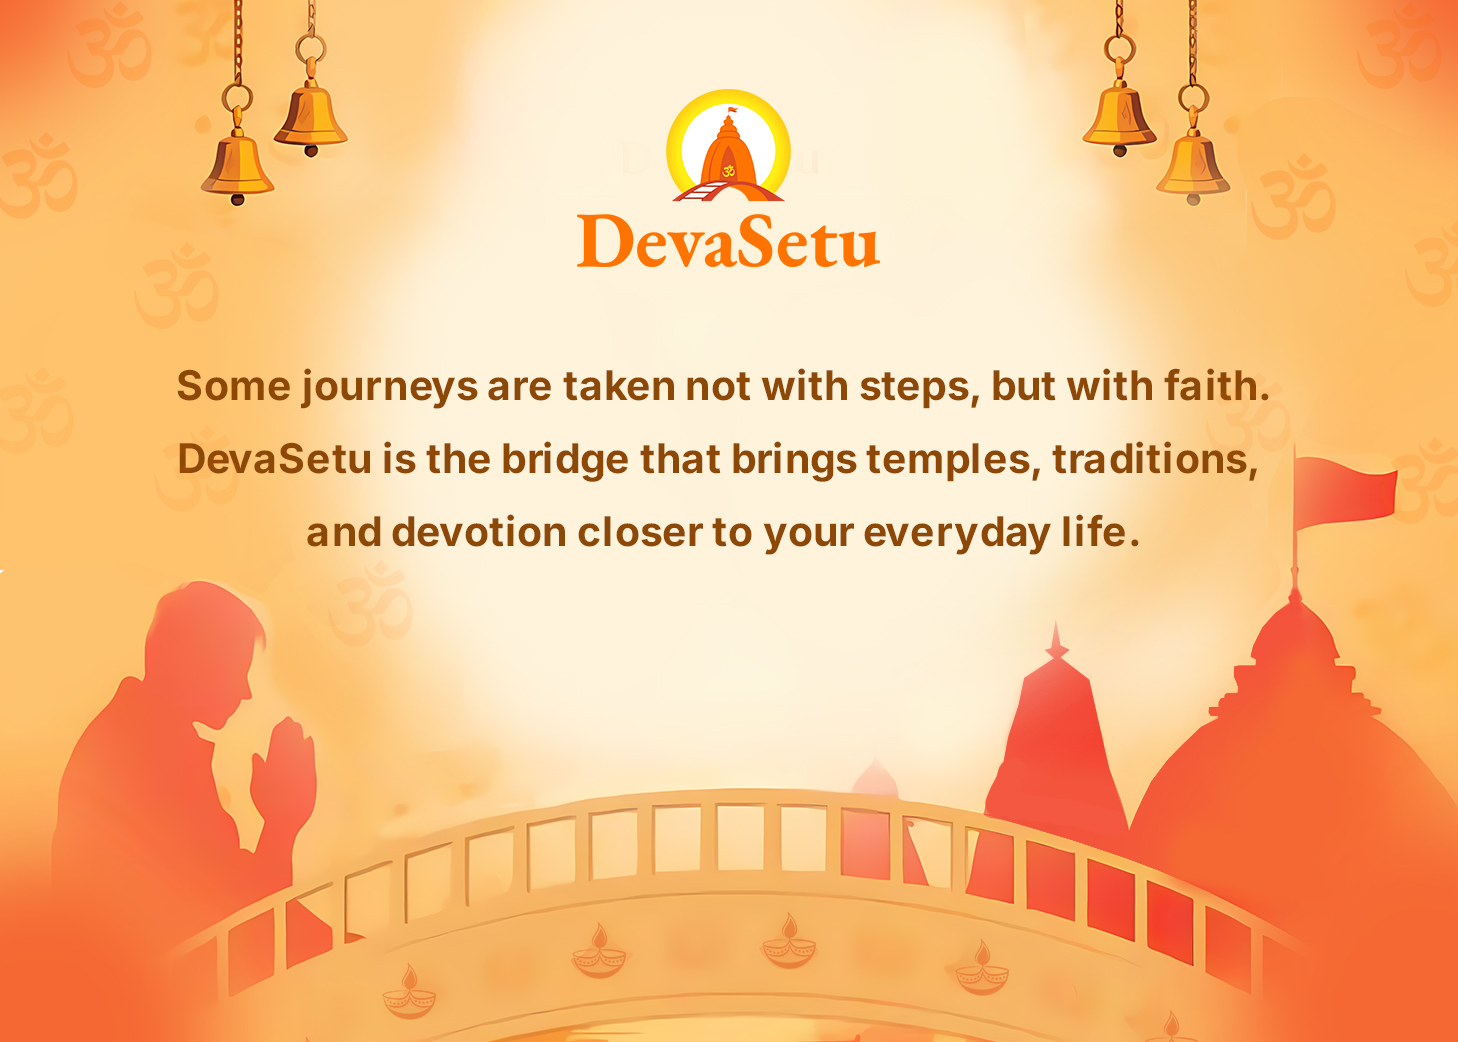 ॐ
DevaSetu
Some journeys are taken not with steps, but with faith.
DevaSetu is the bridge that brings temples, traditions,
and devotion closer to your everyday life.